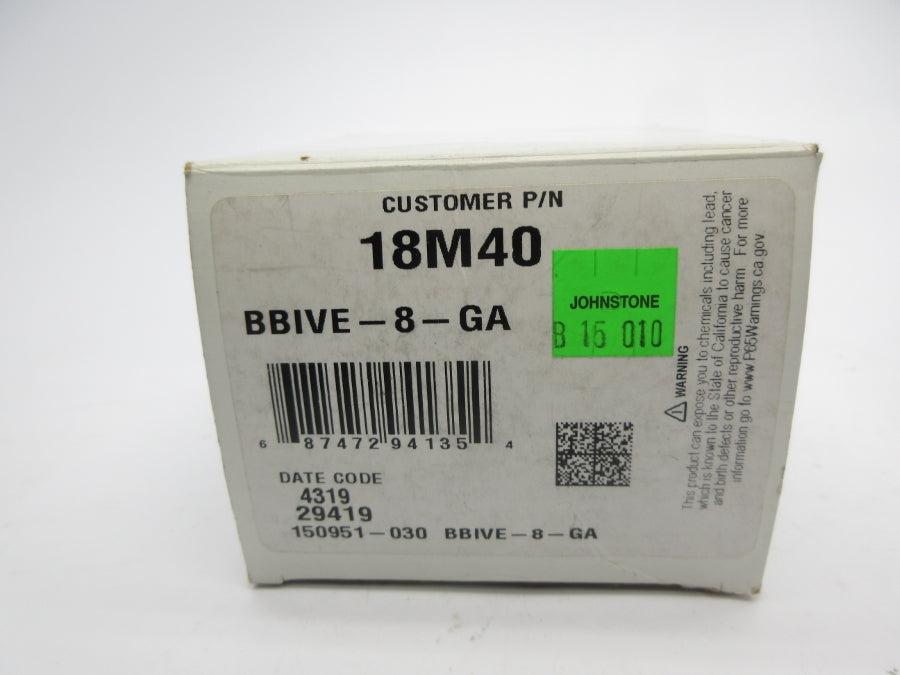 CUSTOMER P/N
18M40
BBIVE-8-GA
JOHNSTONE
B 16 010
6 87472 94135 4
DATE CODE
4319
29419
150951-030 BBIVE-8-GA
⚠ WARNING
This product can expose you to chemicals including lead,
which is known to the State of California to cause cancer
and birth defects or other reproductive harm. For more
information go to www.P65Warnings.ca.gov.